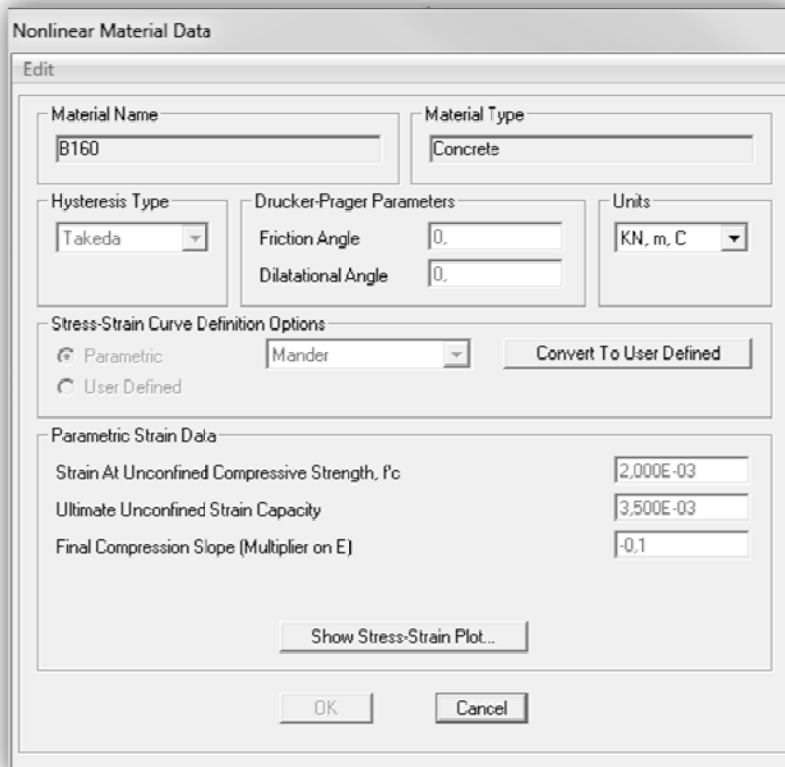 Nonlinear Material Data
Edit
Material Name
B160
Material Type
Concrete
Hysteresis Type
Takeda
Drucker-Prager Parameters
Friction Angle 0,
Dilatational Angle 0,
Units
KN, m, C
Stress-Strain Curve Definition Options
Parametric
User Defined
Mander
Convert To User Defined
Parametric Strain Data
Strain At Unconfined Compressive Strength, f'c 2,000E-03
Ultimate Unconfined Strain Capacity 3,500E-03
Final Compression Slope (Multiplier on E) -0,1
Show Stress-Strain Plot...
OK Cancel